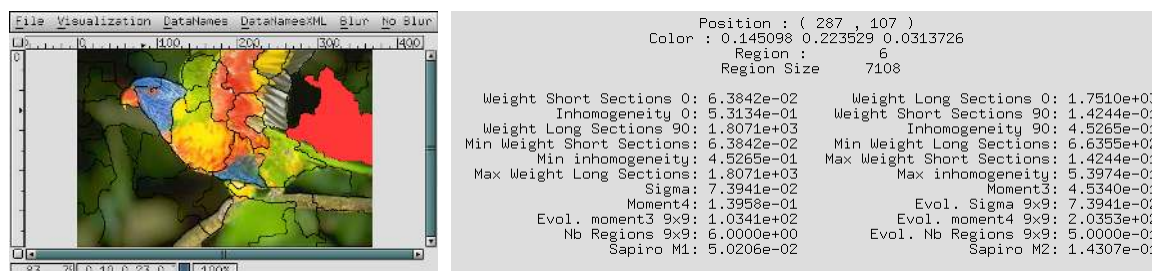 File Visualization DataNames DataNamesXML Blur No Blur
0 100 200 300 400
0
100%
Position : ( 287 , 107 )
Color : 0.145098 0.223529 0.0313726
Region : 6
Region Size 7108
Weight Short Sections 0: 6.3842e-02 Weight Long Sections 0: 1.7510e+03
Inhomogeneity 0: 5.3134e-01 Weight Short Sections 90: 1.4244e-01
Weight Long Sections 90: 1.8071e+03 Inhomogeneity 90: 4.5265e-01
Min Weight Short Sections: 6.3842e-02 Min Weight Long Sections: 6.6355e+02
Min inhomogeneity: 4.5265e-01 Max Weight Short Sections: 1.4244e-01
Max Weight Long Sections: 1.8071e+03 Max inhomogeneity: 5.3974e-01
Sigma: 7.3941e-02 Moment3: 4.5340e-01
Moment4: 1.3958e-01 Evol. Sigma 9x9: 7.3941e-02
Evol. moment3 9x9: 1.0341e+02 Evol. moment4 9x9: 2.0353e+02
Nb Regions 9x9: 6.0000e+00 Evol. Nb Regions 9x9: 5.0000e-01
Sapiro M1: 5.0206e-02 Sapiro M2: 1.4307e-01